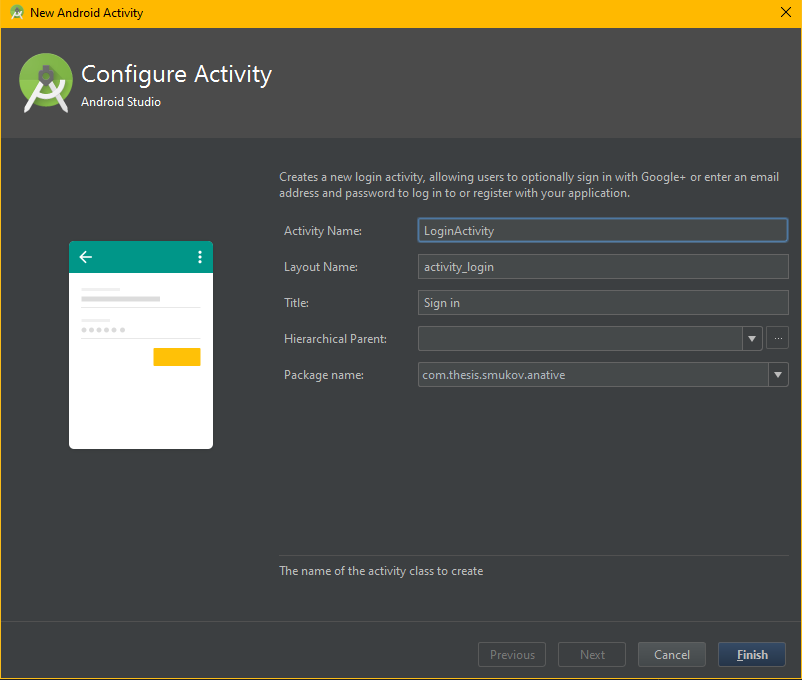 New Android Activity
Configure Activity
Android Studio
Creates a new login activity, allowing users to optionally sign in with Google+ or enter an email
address and password to log in to or register with your application.
Activity Name: LoginActivity
Layout Name: activity_login
Title: Sign in
Hierarchical Parent: ...
Package name: com.thesis.smukov.anative
The name of the activity class to create
Previous Next Cancel Finish